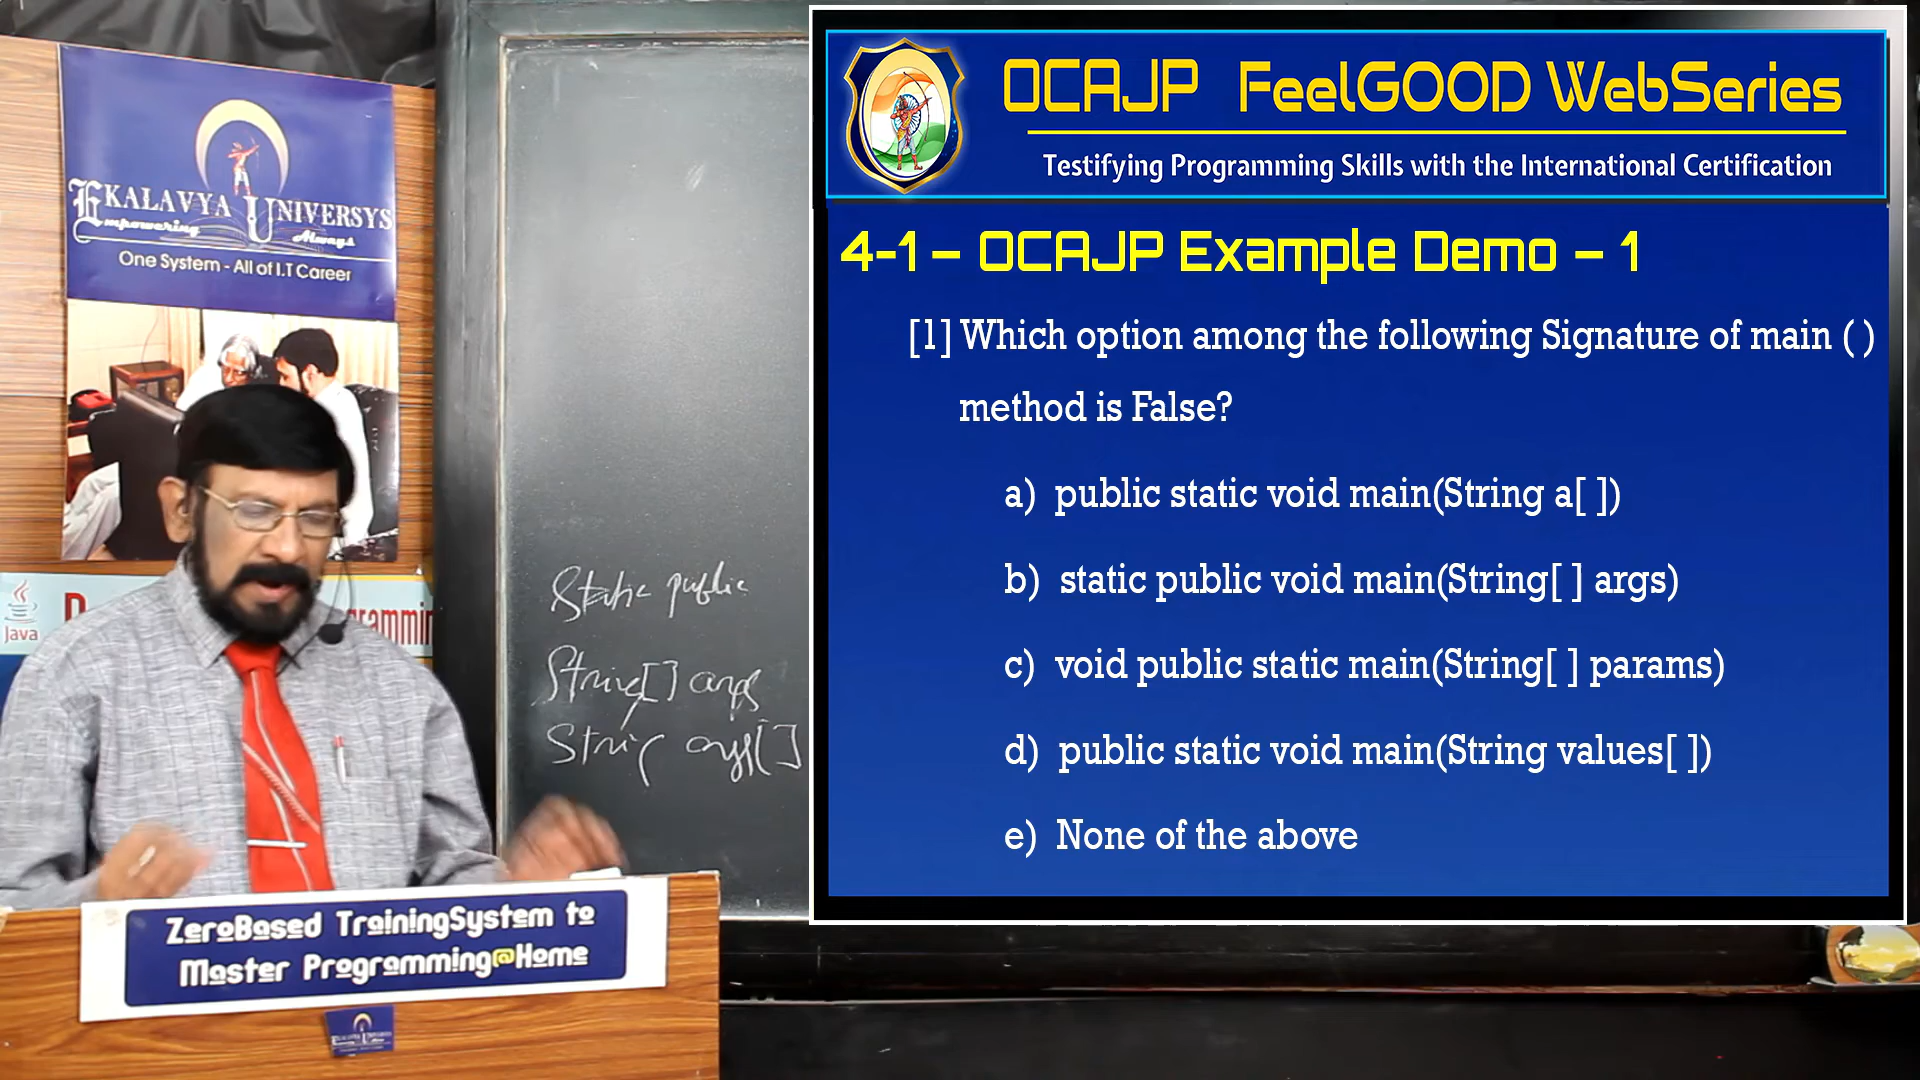 EKALAVYA UNIVERSYS
Empowering Always
One System - All of I.T Career
Java
Static public
String[] args
String args[]
ZeroBased TrainingSystem to
Master Programming@Home
OCAJP FeelGOOD WebSeries
Testifying Programming Skills with the International Certification
4-1 – OCAJP Example Demo – 1
[1] Which option among the following Signature of main ( )
method is False?
a) public static void main(String a[ ])
b) static public void main(String[ ] args)
c) void public static main(String[ ] params)
d) public static void main(String values[ ])
e) None of the above